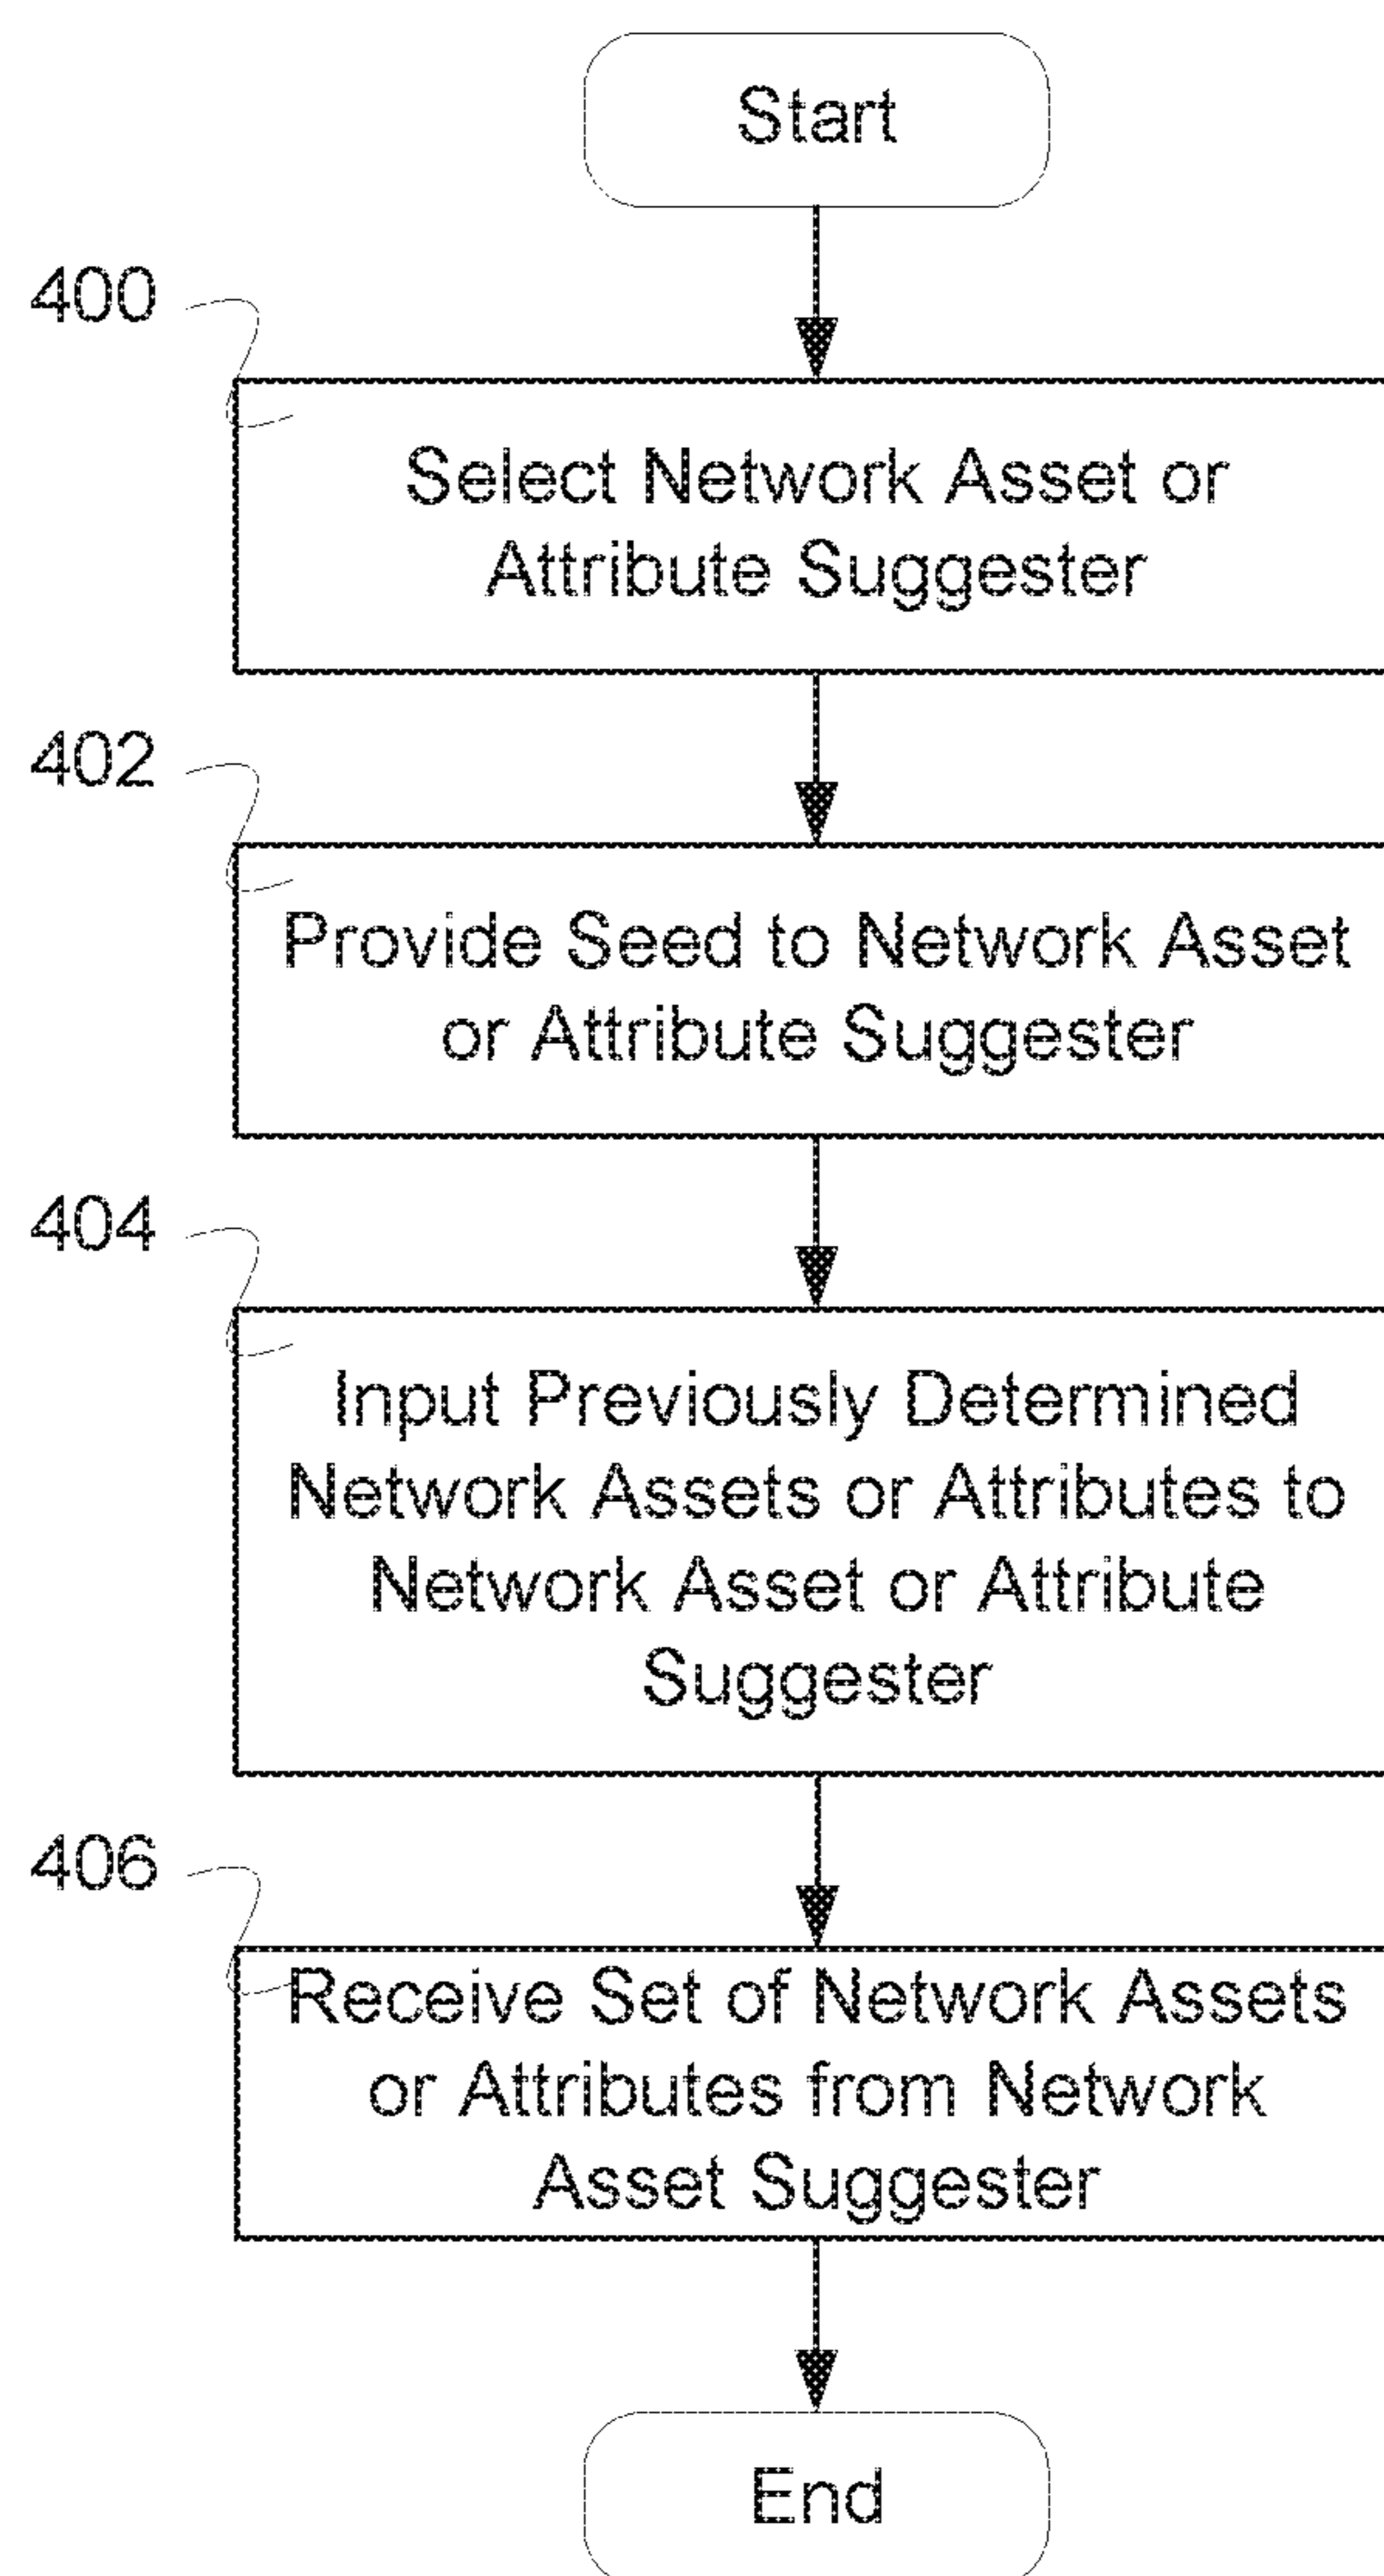 Start
400
Select Network Asset or
Attribute Suggester
402
Provide Seed to Network Asset
or Attribute Suggester
404
Input Previously Determined
Network Assets or Attributes to
Network Asset or Attribute
Suggester
406
Receive Set of Network Assets
or Attributes from Network
Asset Suggester
End